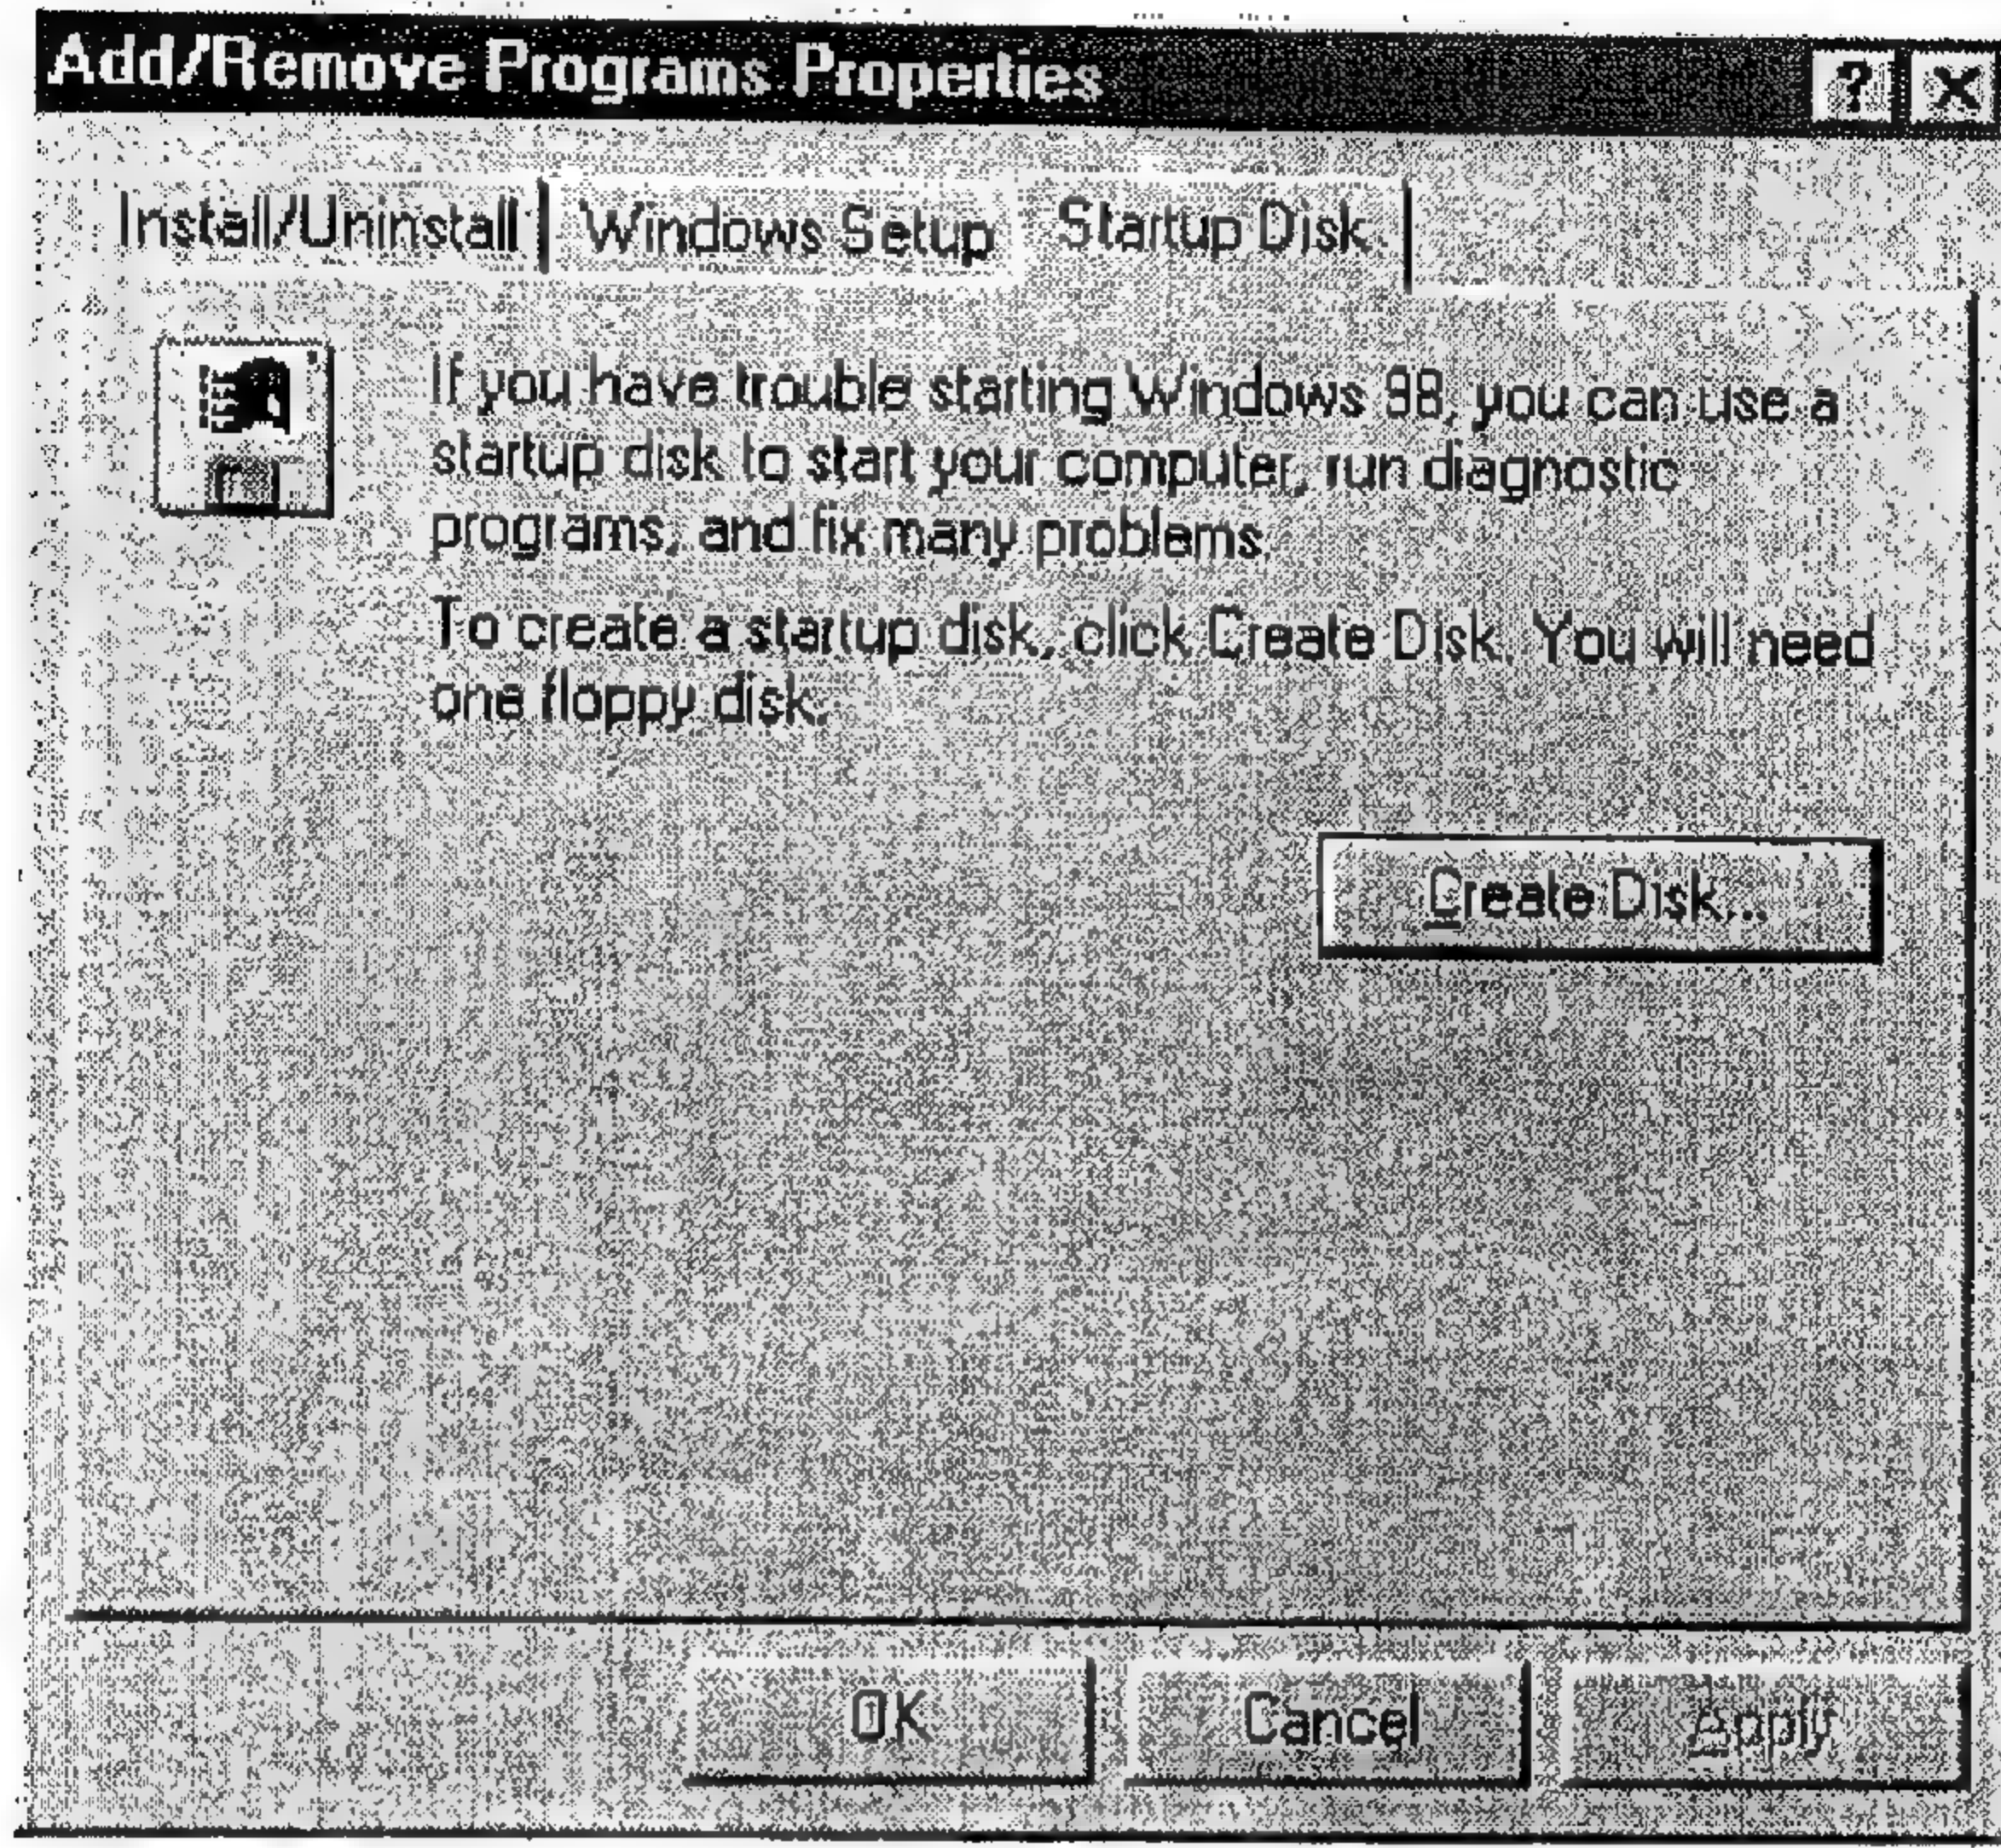 Add/Remove Programs Properties ? X
Install/Uninstall Windows Setup Startup Disk
If you have trouble starting Windows 98, you can use a
startup disk to start your computer, run diagnostic
programs, and fix many problems.
To create a startup disk, click Create Disk. You will need
one floppy disk.
Create Disk...
OK Cancel Apply